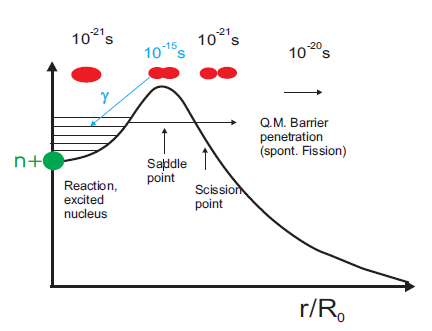 10⁻²¹s
10⁻¹⁵s
10⁻²¹s
10⁻²⁰s
γ
n+
Q.M. Barrier
penetration
(spont. Fission)
Saddle
point
Reaction,
excited
nucleus
Scission
point
r/R₀